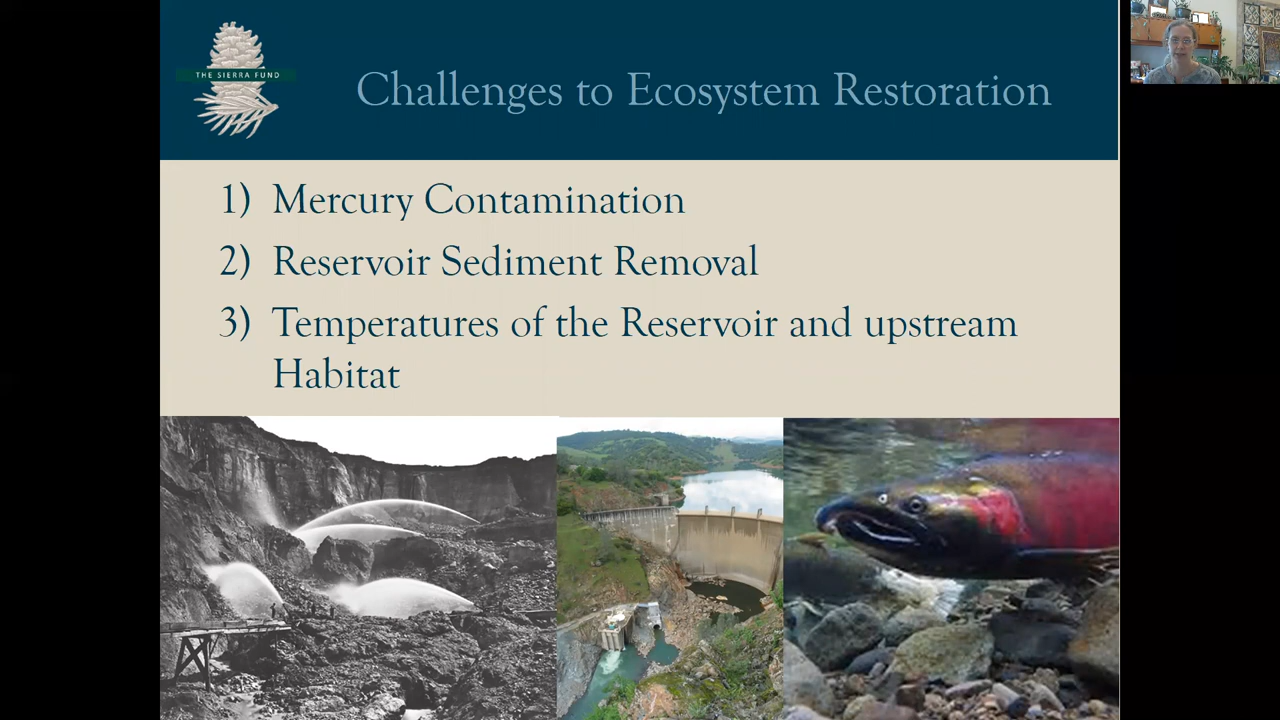 THE SIERRA FUND
Challenges to Ecosystem Restoration
1) Mercury Contamination
2) Reservoir Sediment Removal
3) Temperatures of the Reservoir and upstream
Habitat